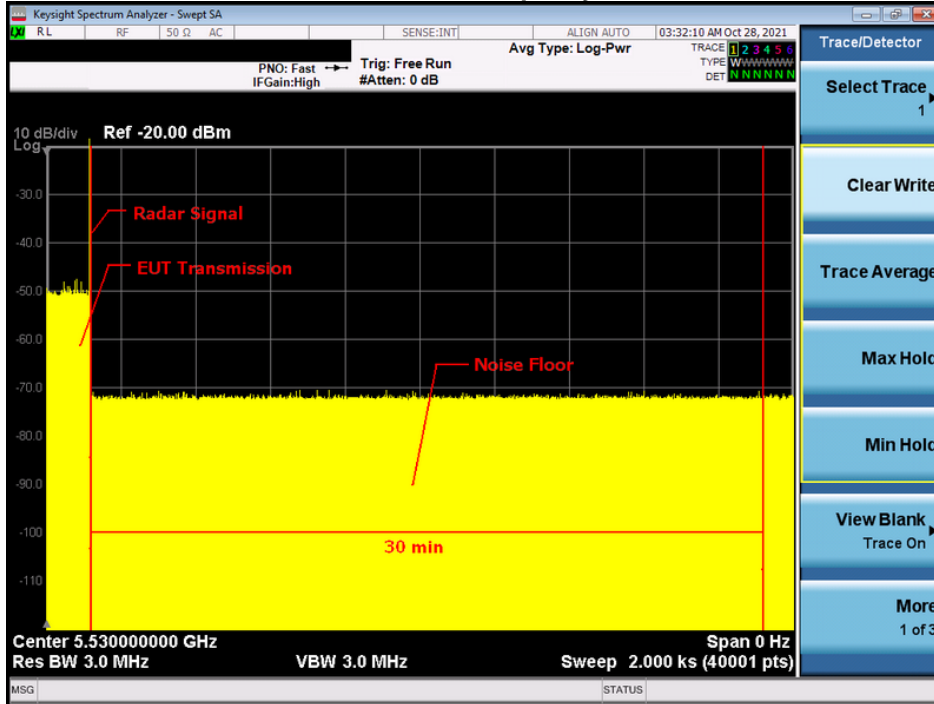 Keysight Spectrum Analyzer - Swept SA
LXI RL RF 50 Ω AC SENSE:INT ALIGN AUTO 03:32:10 AM Oct 28, 2021
Avg Type: Log-Pwr
TRACE 1 2 3 4 5 6
TYPE WWWWWW
DET N N N N N N
PNO: Fast
IFGain:High
Trig: Free Run
#Atten: 0 dB
10 dB/div Ref -20.00 dBm
Log
-30.0
-40.0
-50.0
-60.0
-70.0
-80.0
-90.0
-100
-110
Radar Signal
EUT Transmission
Noise Floor
30 min
Center 5.530000000 GHz Span 0 Hz
Res BW 3.0 MHz VBW 3.0 MHz Sweep 2.000 ks (40001 pts)
MSG STATUS
Trace/Detector
Select Trace
1
Clear Write
Trace Average
Max Hold
Min Hold
View Blank
Trace On
More
1 of 3